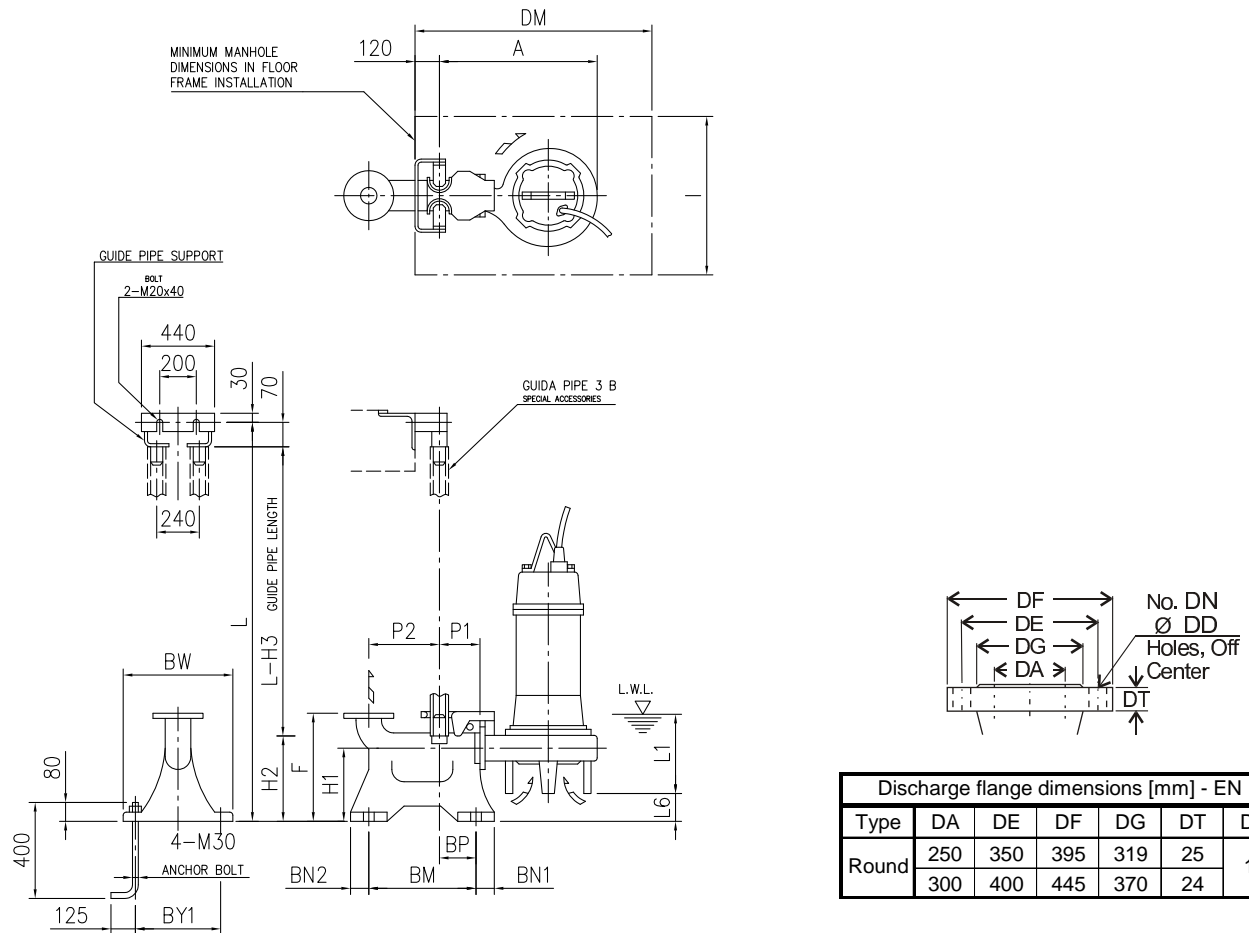 DM
MINIMUM MANHOLE
DIMENSIONS IN FLOOR
FRAME INSTALLATION
120
A
I
GUIDE PIPE SUPPORT
BOLT
2-M20x40
440
200
30
70
GUIDA PIPE 3 B
SPECIAL ACCESSORIES
240
L
L-H3 GUIDE PIPE LENGTH
BW
P2
P1
L.W.L.
80
H2
F
H1
L1
L6
400
4-M30
ANCHOR BOLT
BP
BN2
BM
BN1
125
BY1
DF
DE
DG
DA
No. DN
Ø DD
Holes, Off
Center
DT
Discharge flange dimensions [mm] - EN
Type DA DE DF DG DT
Round 250 350 395 319 25
300 400 445 370 24